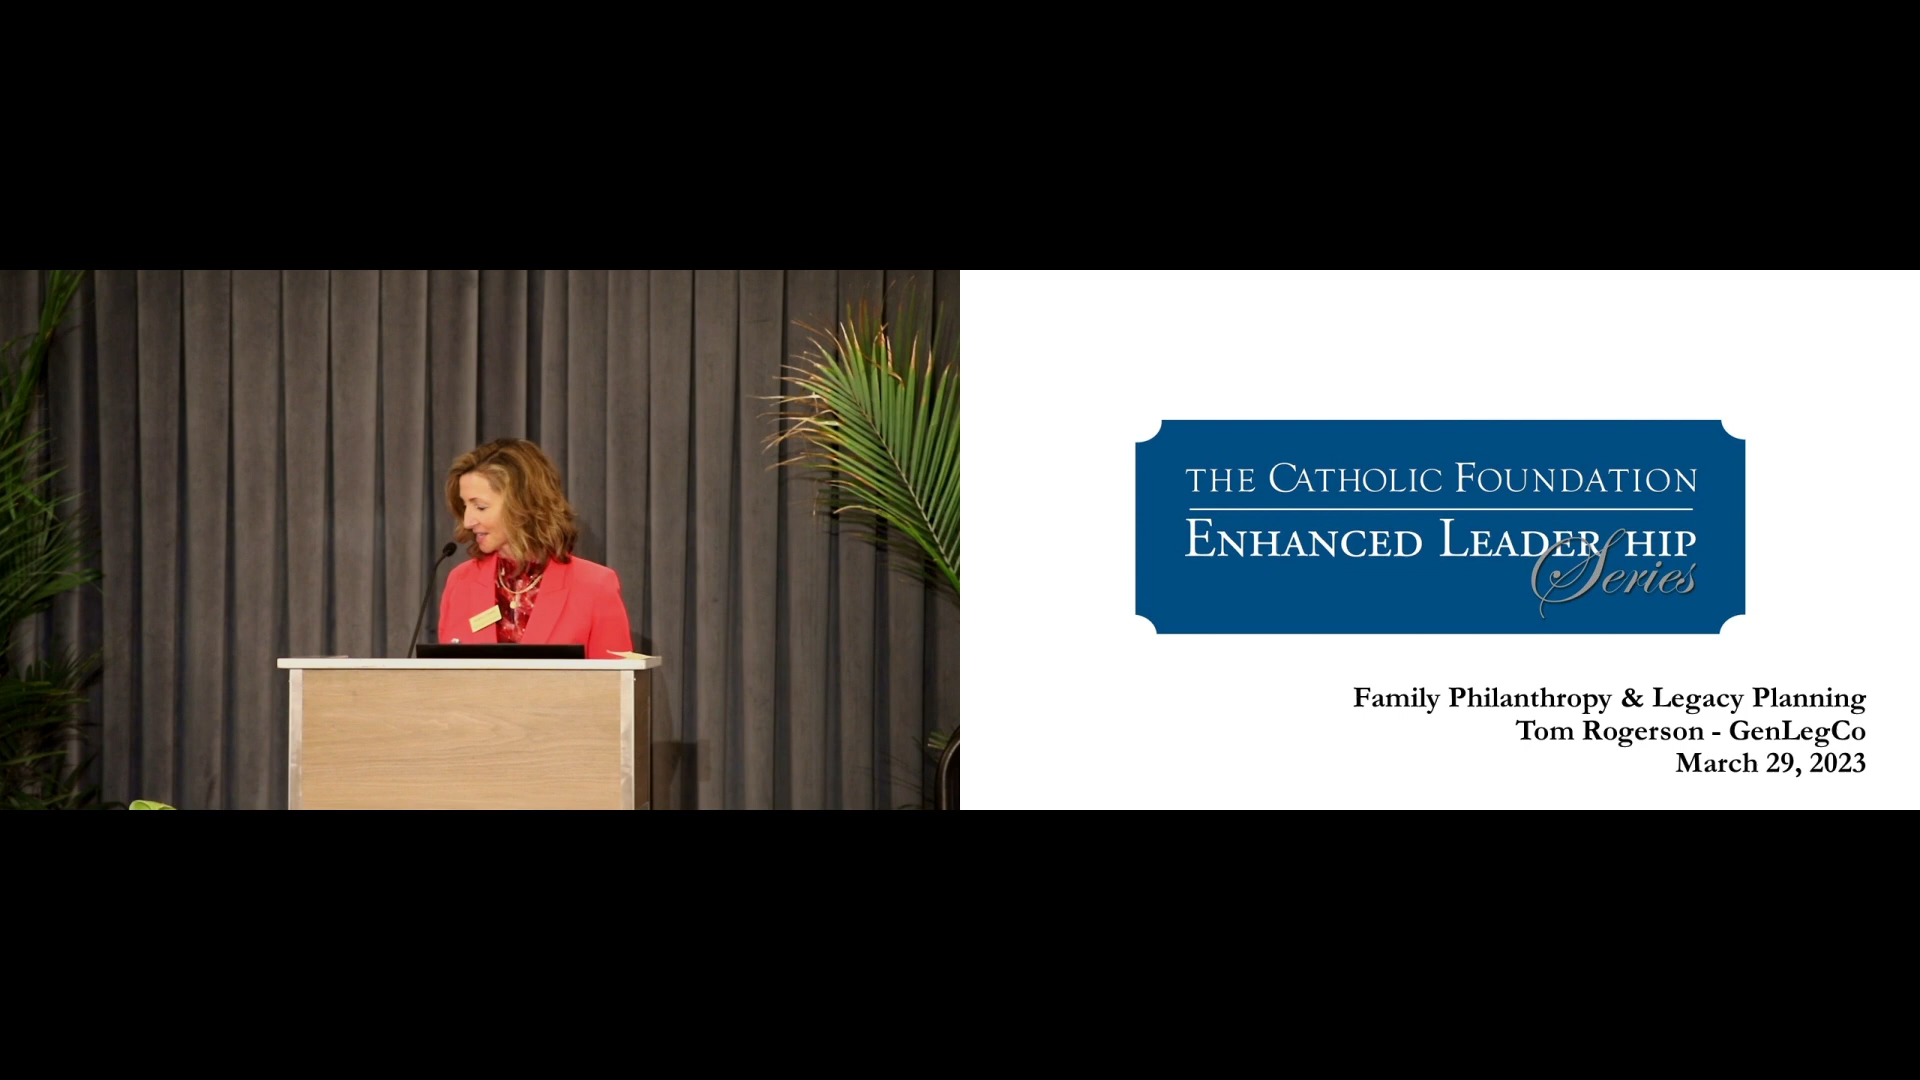 THE CATHOLIC FOUNDATION
ENHANCED LEADERSHIP
Series
Family Philanthropy & Legacy Planning
Tom Rogerson - GenLegCo
March 29, 2023